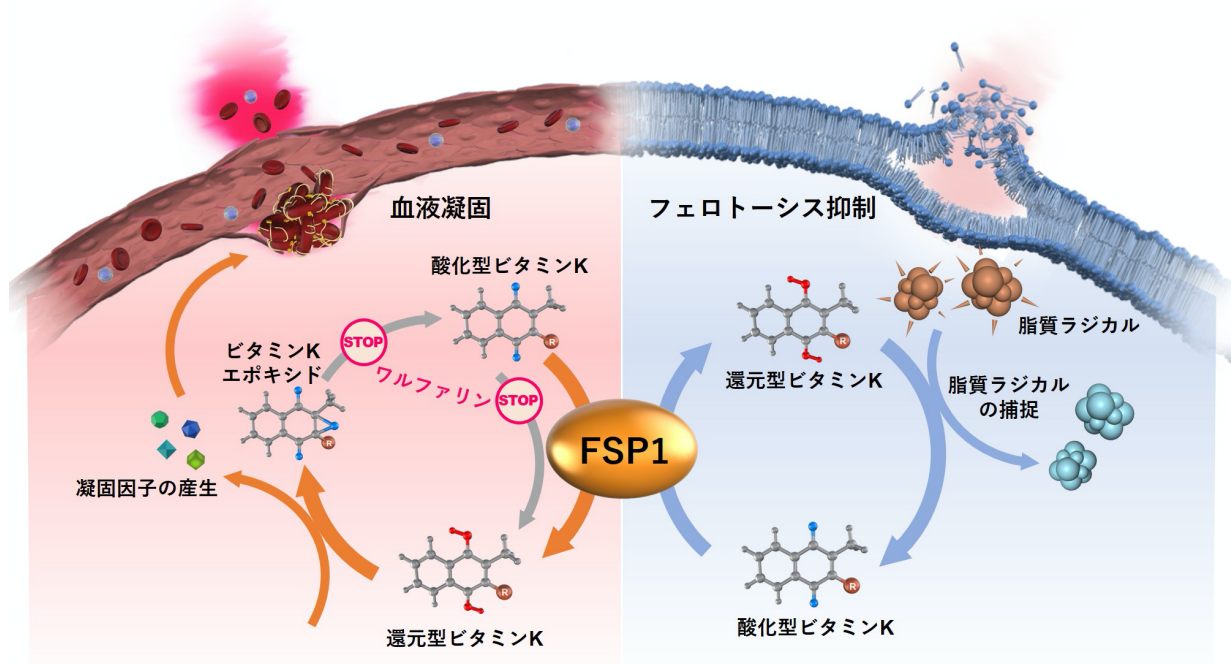 血液凝固
フェロトーシス抑制
酸化型ビタミンK
R
STOP
ビタミンK
エポキシド
ワルファリン
STOP
R
凝固因子の産生
FSP1
R
還元型ビタミンK
R
還元型ビタミンK
脂質ラジカル
脂質ラジカル
の捕捉
R
酸化型ビタミンK